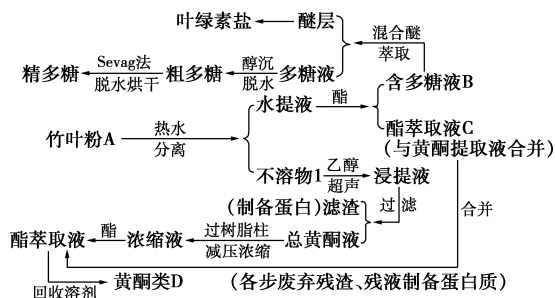 叶绿素盐 醚层
混合醚
萃取
Sevag法 醇沉
精多糖 粗多糖 多糖液 含多糖液B
脱水烘干 脱水
水提液 酯
热水 酯萃取液C
竹叶粉A (与黄酮提取液合并)
分离
乙醇
不溶物1 浸提液
超声
(制备蛋白)滤渣 过滤 合并
酯 过树脂柱
酯萃取液 浓缩液 总黄酮液
减压浓缩
黄酮类D (各步废弃残渣、残液制备蛋白质)
回收溶剂